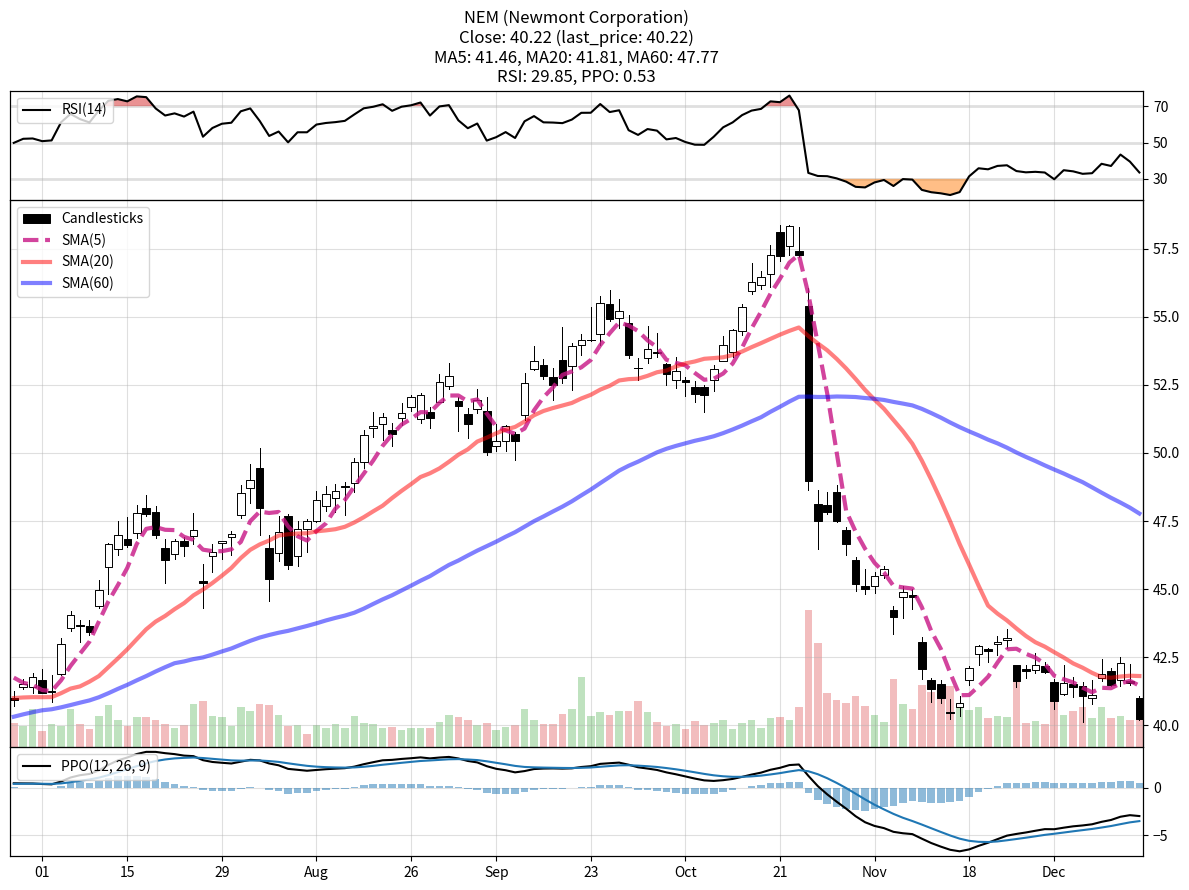 NEM (Newmont Corporation)
Close: 40.22 (last_price: 40.22)
MA5: 41.46, MA20: 41.81, MA60: 47.77
RSI: 29.85, PPO: 0.53
RSI(14)
70
50
30
Candlesticks
SMA(5)
SMA(20)
SMA(60)
57.5
55.0
52.5
50.0
47.5
45.0
42.5
40.0
PPO(12, 26, 9)
0
−5
01 15 29 Aug 26 Sep 23 Oct 21 Nov 18 Dec